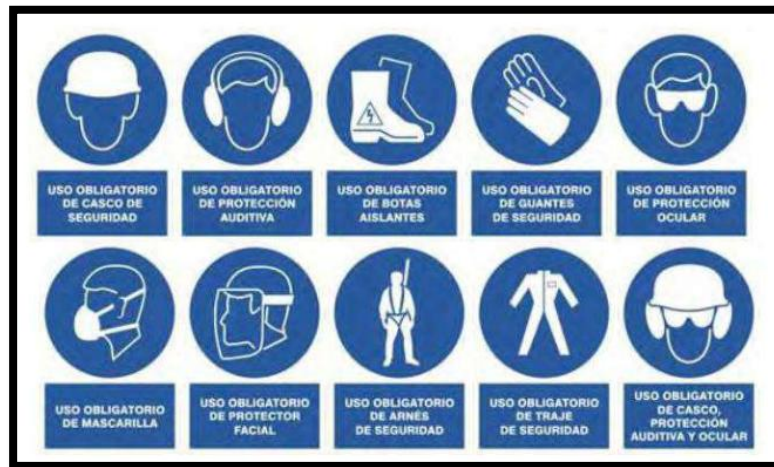 USO OBLIGATORIO
DE CASCO DE
SEGURIDAD
USO OBLIGATORIO
DE PROTECCIÓN
AUDITIVA
USO OBLIGATORIO
DE BOTAS
AISLANTES
USO OBLIGATORIO
DE GUANTES
DE SEGURIDAD
USO OBLIGATORIO
DE PROTECCIÓN
OCULAR
USO OBLIGATORIO
DE MASCARILLA
USO OBLIGATORIO
DE PROTECTOR
FACIAL
USO OBLIGATORIO
DE ARNÉS
DE SEGURIDAD
USO OBLIGATORIO
DE TRAJE
DE SEGURIDAD
USO OBLIGATORIO
DE CASCO,
PROTECCIÓN
AUDITIVA Y OCULAR